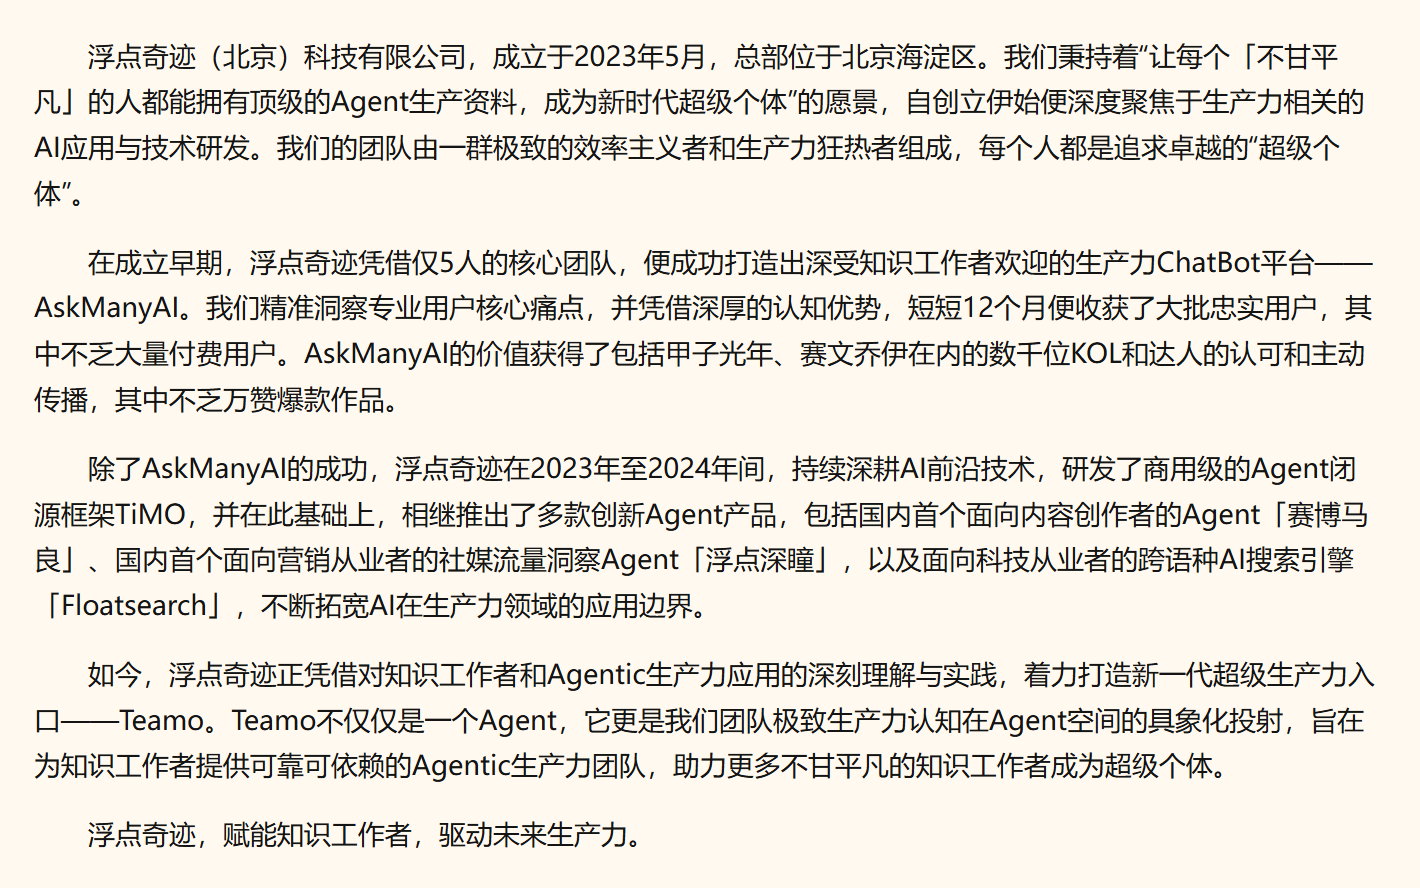 浮点奇迹（北京）科技有限公司，成立于2023年5月，总部位于北京海淀区。我们秉持着“让每个「不甘平
凡」的人都能拥有顶级的Agent生产资料，成为新时代超级个体”的愿景，自创立伊始便深度聚焦于生产力相关的
AI应用与技术研发。我们的团队由一群极致的效率主义者和生产力狂热者组成，每个人都是追求卓越的“超级个
体”。
在成立早期，浮点奇迹凭借仅5人的核心团队，便成功打造出深受知识工作者欢迎的生产力ChatBot平台——
AskManyAI。我们精准洞察专业用户核心痛点，并凭借深厚的认知优势，短短12个月便收获了大批忠实用户，其
中不乏大量付费用户。AskManyAI的价值获得了包括甲子光年、赛文乔伊在内的数千位KOL和达人的认可和主动
传播，其中不乏万赞爆款作品。
除了AskManyAI的成功，浮点奇迹在2023年至2024年间，持续深耕AI前沿技术，研发了商用级的Agent闭
源框架TiMO，并在此基础上，相继推出了多款创新Agent产品，包括国内首个面向内容创作者的Agent「赛博马
良」、国内首个面向营销从业者的社媒流量洞察Agent「浮点深瞳」，以及面向科技从业者的跨语种AI搜索引擎
「Floatsearch」，不断拓宽AI在生产力领域的应用边界。
如今，浮点奇迹正凭借对知识工作者和Agentic生产力应用的深刻理解与实践，着力打造新一代超级生产力入
口——Teamo。Teamo不仅仅是一个Agent，它更是我们团队极致生产力认知在Agent空间的具象化投射，旨在
为知识工作者提供可靠可依赖的Agentic生产力团队，助力更多不甘平凡的知识工作者成为超级个体。
浮点奇迹，赋能知识工作者，驱动未来生产力。